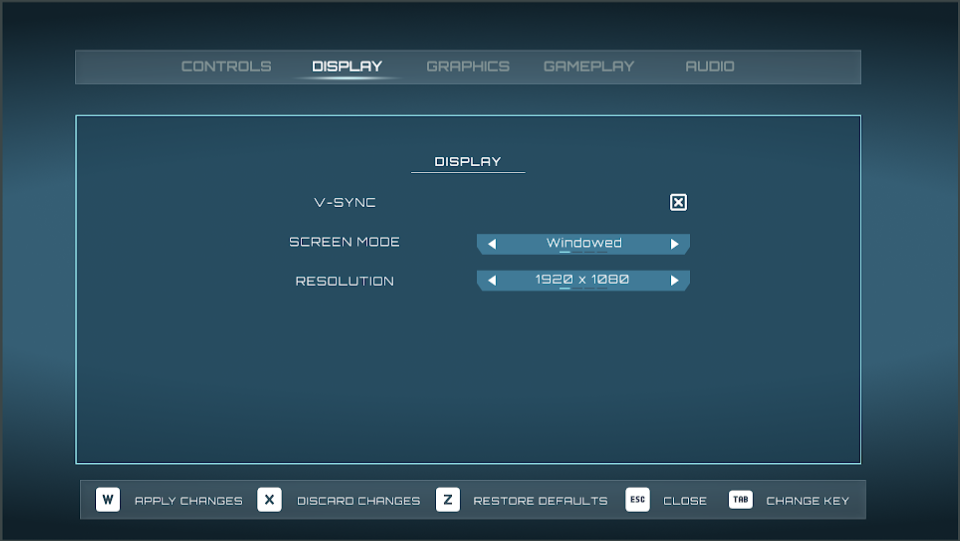 CONTROLS DISPLAY GRAPHICS GAMEPLAY AUDIO
DISPLAY
V-SYNC
SCREEN MODE Windowed
RESOLUTION 1920 x 1080
W APPLY CHANGES X DISCARD CHANGES Z RESTORE DEFAULTS ESC CLOSE TAB CHANGE KEY